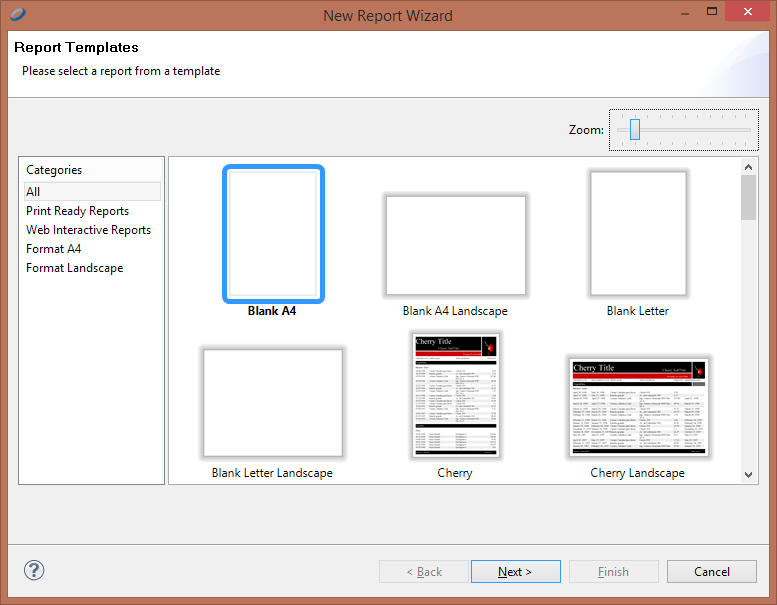 New Report Wizard
Report Templates
Please select a report from a template
Zoom:
Categories
All
Print Ready Reports
Web Interactive Reports
Format A4
Format Landscape
Blank A4
Blank A4 Landscape
Blank Letter
Cherry Title
Cherry Title
Blank Letter Landscape
Cherry
Cherry Landscape
?
< Back
Next >
Finish
Cancel